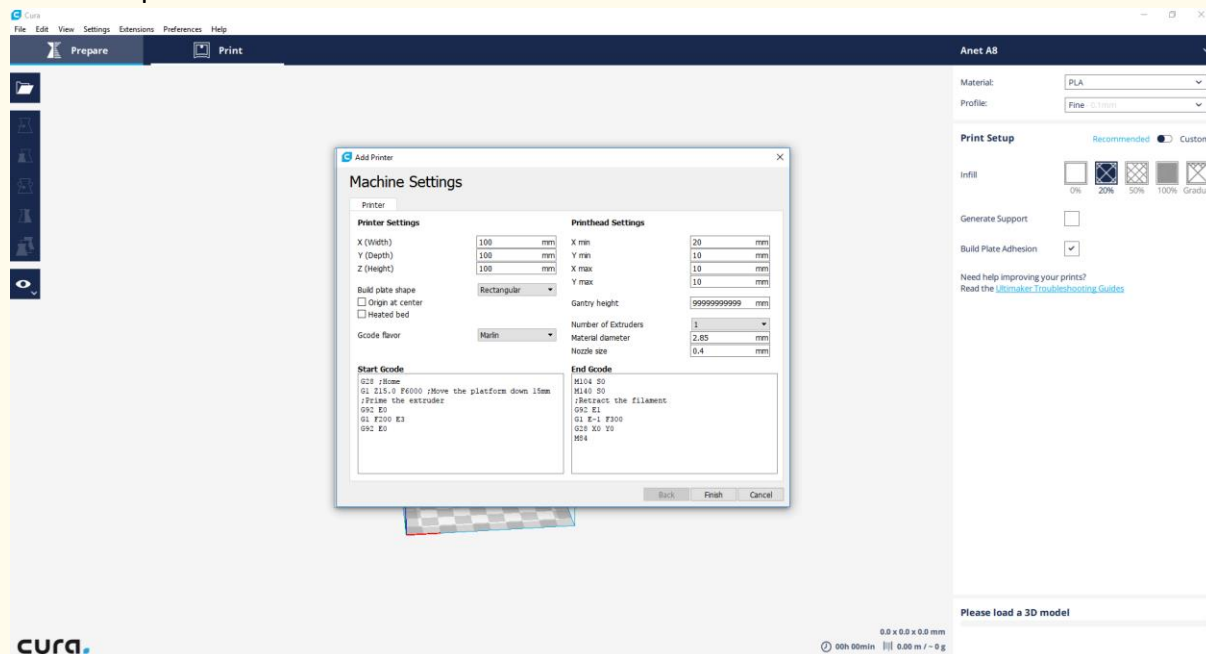 Cura
File Edit View Settings Extensions Preferences Help
Prepare
Print
Anet A8
Material: PLA
Profile: Fine 0.1mm
Print Setup Recommended Custom
Infill
0% 20% 50% 100% Gradu
Generate Support
Build Plate Adhesion
Need help improving your prints?
Read the Ultimaker Troubleshooting Guides
Add Printer
Machine Settings
Printer
Printer Settings
X (Width) 100 mm
Y (Depth) 100 mm
Z (Height) 100 mm
Build plate shape Rectangular
Origin at center
Heated bed
Gcode flavor Marlin
Printhead Settings
X min 20 mm
Y min 10 mm
X max 10 mm
Y max 10 mm
Gantry height 99999999999 mm
Number of Extruders 1
Material diameter 2.85 mm
Nozzle size 0.4 mm
Start Gcode
G28 ;Home
G1 Z15.0 F6000 ;Move the platform down 15mm
;Prime the extruder
G92 E0
G1 F200 E3
G92 E0
End Gcode
M104 S0
M140 S0
;Retract the filament
G92 E1
G1 E-1 F300
G28 X0 Y0
M84
Back Finish Cancel
Please load a 3D model
0.0 x 0.0 x 0.0 mm
00h 00min 0.00 m / ~ 0 g
cura.